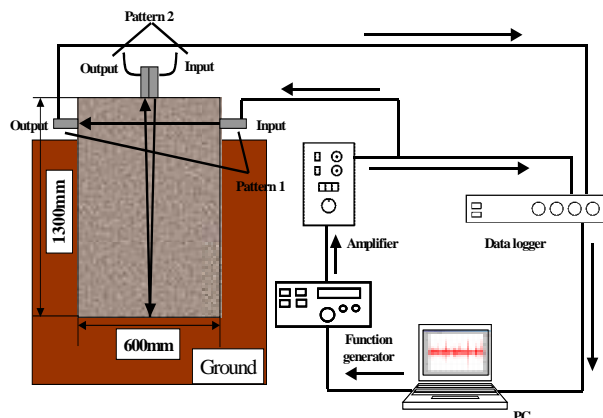 Pattern 2
Output
Input
Output
Input
Pattern 1
1300mm
Amplifier
Data logger
600mm
Function
generator
Ground
PC